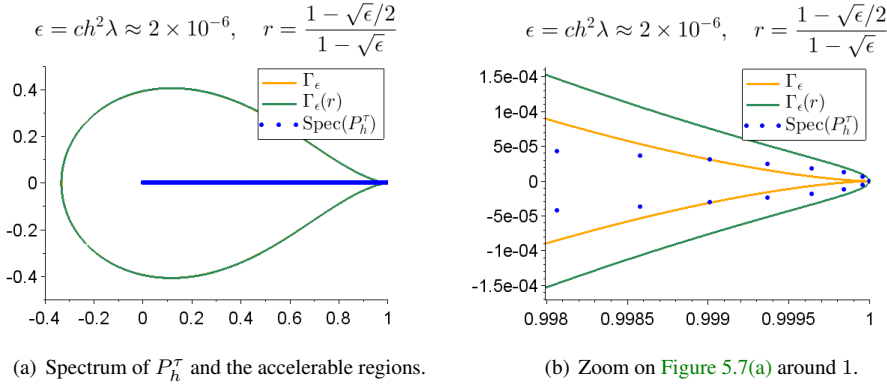 ϵ = ch²λ ≈ 2 × 10⁻⁶, r = (1 − √ϵ/2)/(1 − √ϵ)
Γ_ϵ
Γ_ϵ(r)
Spec(P_h^τ)
0.4
0.2
0
-0.2
-0.4
-0.4 -0.2 0 0.2 0.4 0.6 0.8 1
(a) Spectrum of P_h^τ and the accelerable regions.
ϵ = ch²λ ≈ 2 × 10⁻⁶, r = (1 − √ϵ/2)/(1 − √ϵ)
Γ_ϵ
Γ_ϵ(r)
Spec(P_h^τ)
1.5e-04
1e-04
5e-05
0
-5e-05
-1e-04
-1.5e-04
0.998 0.9985 0.999 0.9995 1
(b) Zoom on Figure 5.7(a) around 1.